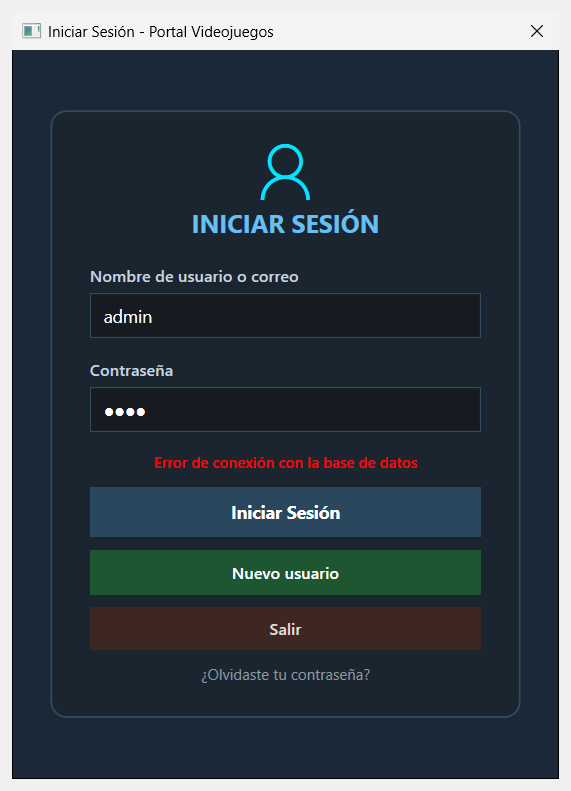 Iniciar Sesión - Portal Videojuegos
INICIAR SESIÓN
Nombre de usuario o correo
admin
Contraseña
●●●●
Error de conexión con la base de datos
Iniciar Sesión
Nuevo usuario
Salir
¿Olvidaste tu contraseña?